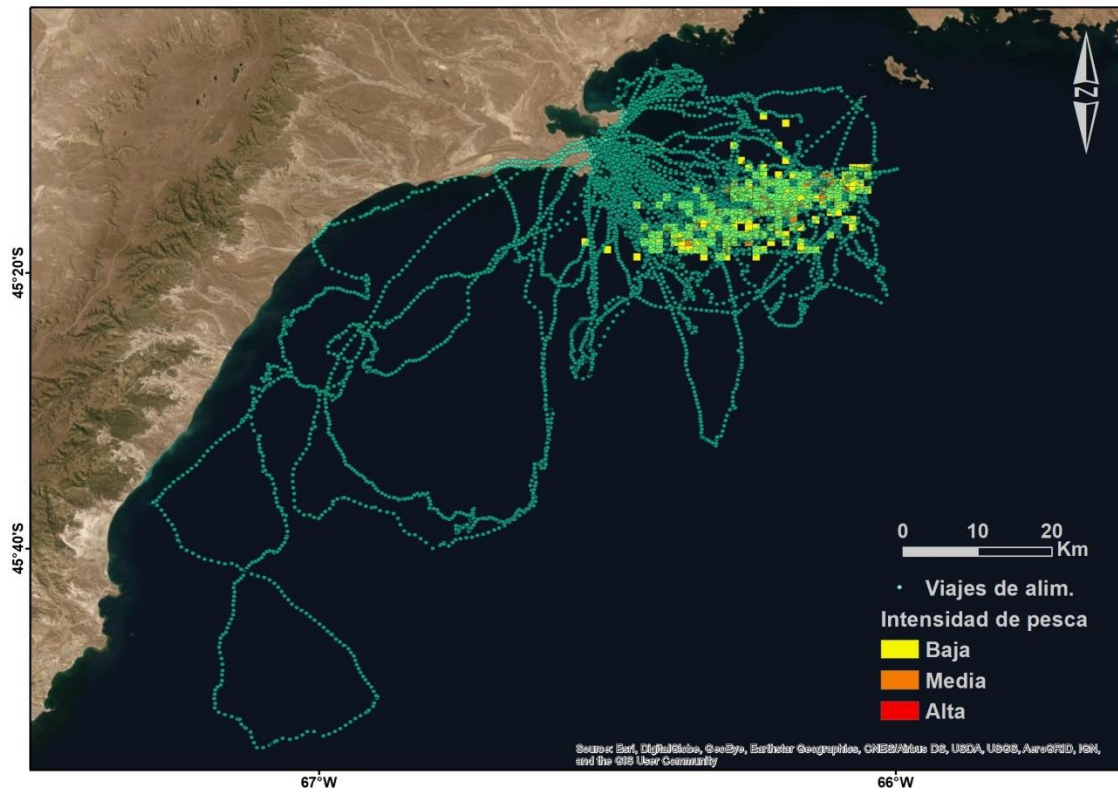 N
45°20'S
45°40'S
0 10 20
Km
Viajes de alim.
Intensidad de pesca
Baja
Media
Alta
Source: Esri, DigitalGlobe, GeoEye, Earthstar Geographics, CNES/Airbus DS, USDA, USGS, AeroGRID, IGN,
and the GIS User Community
67°W
66°W